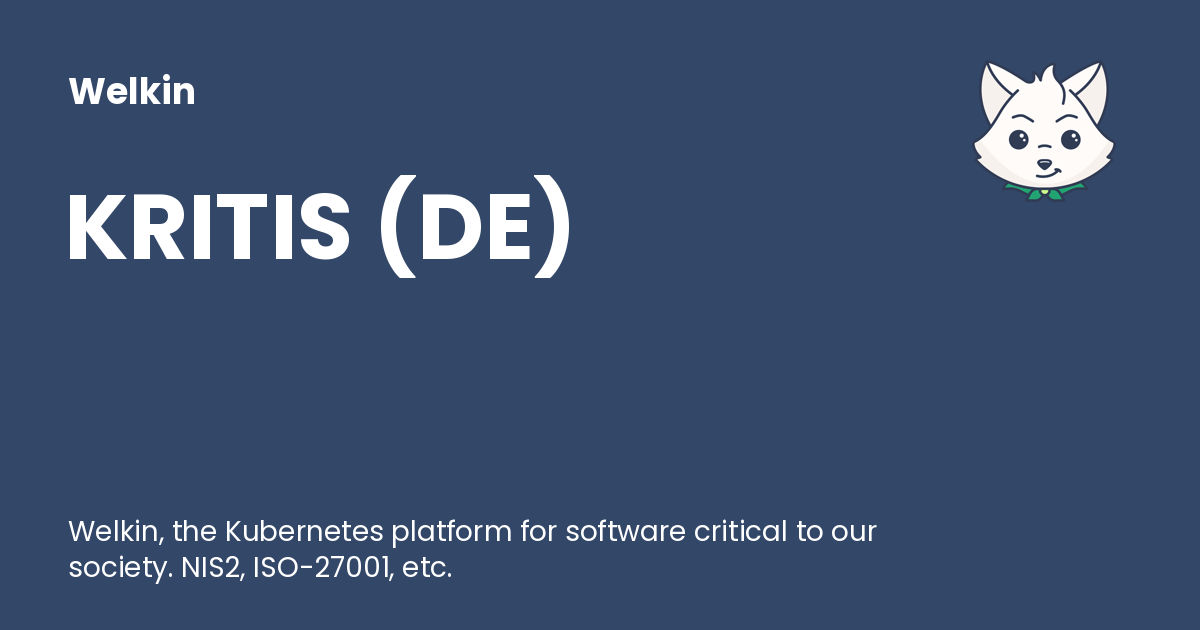 Welkin
KRITIS (DE)
Welkin, the Kubernetes platform for software critical to our
society. NIS2, ISO-27001, etc.